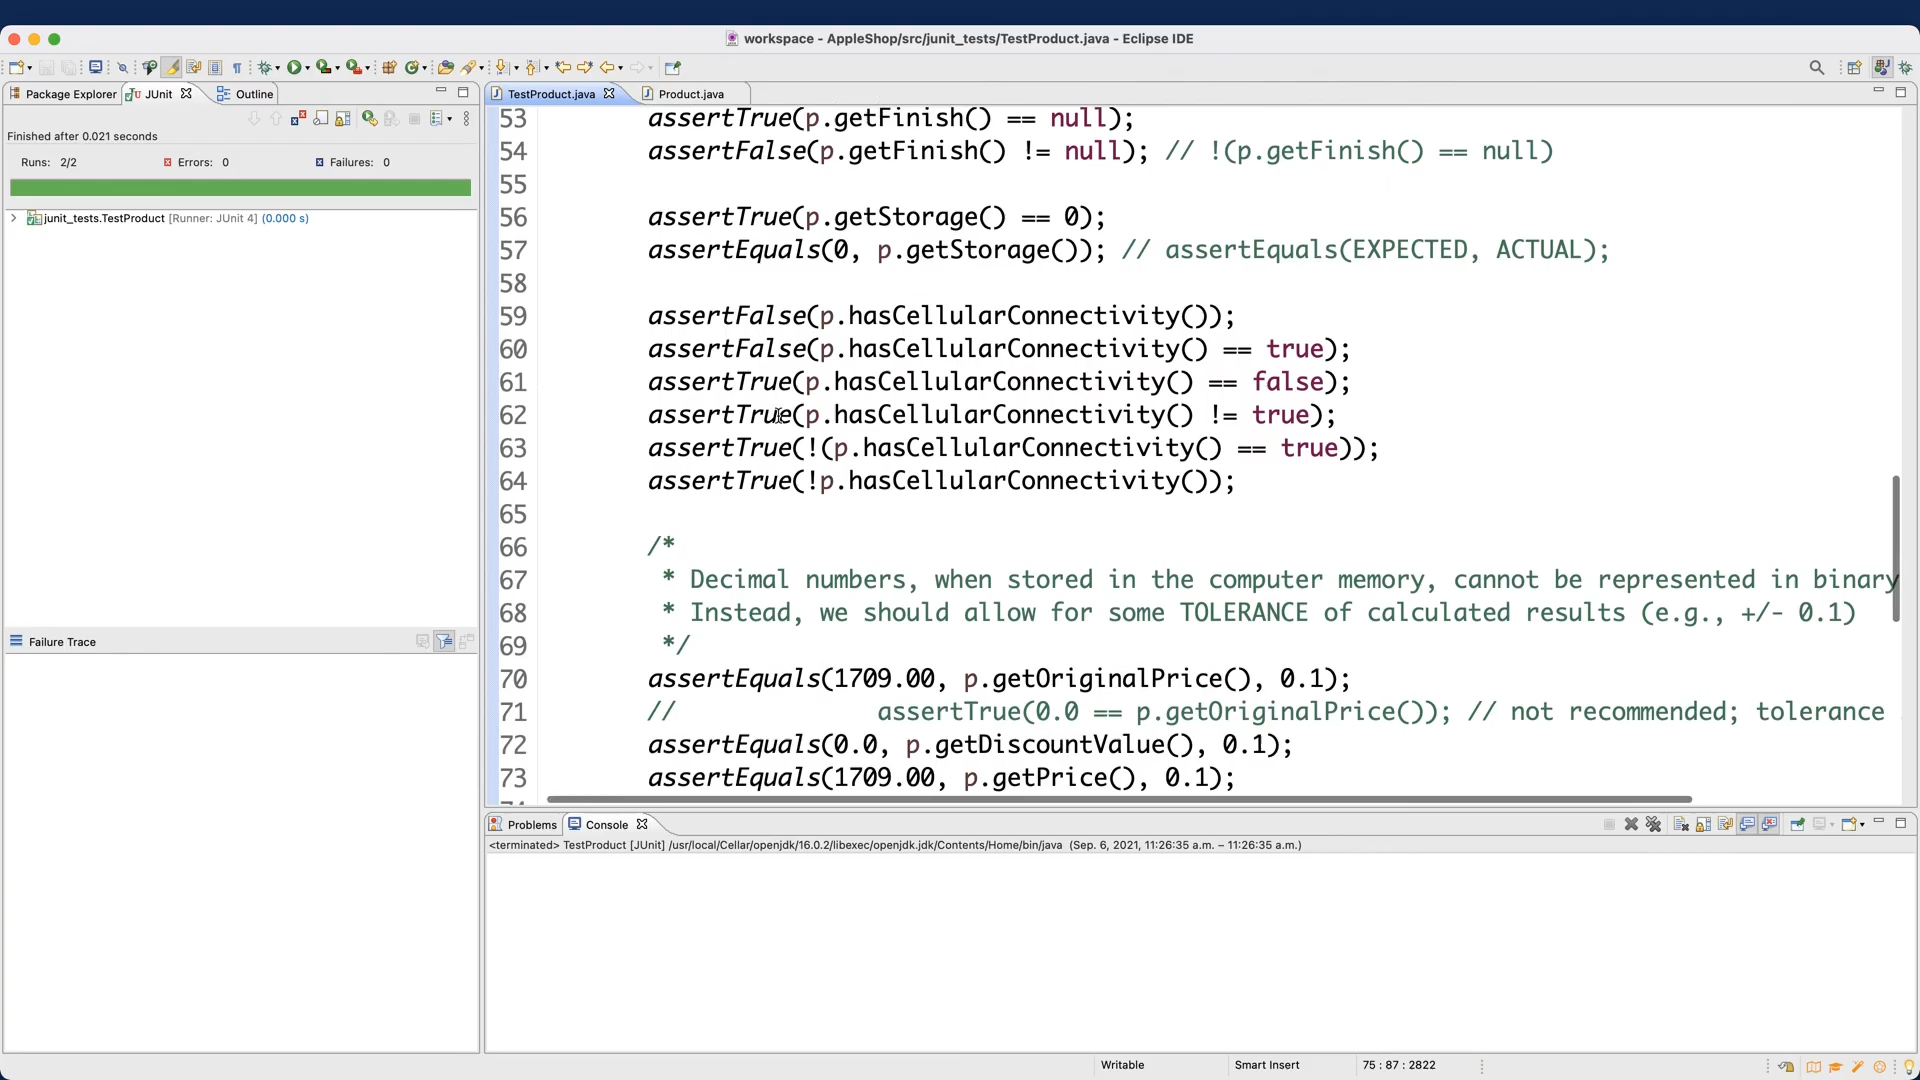 workspace - AppleShop/src/junit_tests/TestProduct.java - Eclipse IDE
Package Explorer
JUnit
Outline
Finished after 0.021 seconds
Runs: 2/2
Errors: 0
Failures: 0
junit_tests.TestProduct [Runner: JUnit 4] (0.000 s)
Failure Trace
TestProduct.java
Product.java
53 assertTrue(p.getFinish() == null);
54 assertFalse(p.getFinish() != null); // !(p.getFinish() == null)
55
56 assertTrue(p.getStorage() == 0);
57 assertEquals(0, p.getStorage()); // assertEquals(EXPECTED, ACTUAL);
58
59 assertFalse(p.hasCellularConnectivity());
60 assertFalse(p.hasCellularConnectivity() == true);
61 assertTrue(p.hasCellularConnectivity() == false);
62 assertTrue(p.hasCellularConnectivity() != true);
63 assertTrue(!(p.hasCellularConnectivity() == true));
64 assertTrue(!p.hasCellularConnectivity());
65
66 /*
67 * Decimal numbers, when stored in the computer memory, cannot be represented in binary
68 * Instead, we should allow for some TOLERANCE of calculated results (e.g., +/- 0.1)
69 */
70 assertEquals(1709.00, p.getOriginalPrice(), 0.1);
71 // assertTrue(0.0 == p.getOriginalPrice()); // not recommended; tolerance
72 assertEquals(0.0, p.getDiscountValue(), 0.1);
73 assertEquals(1709.00, p.getPrice(), 0.1);
Problems
Console
<terminated> TestProduct [JUnit] /usr/local/Cellar/openjdk/16.0.2/libexec/openjdk.jdk/Contents/Home/bin/java (Sep. 6, 2021, 11:26:35 a.m. – 11:26:35 a.m.)
Writable
Smart Insert
75 : 87 : 2822